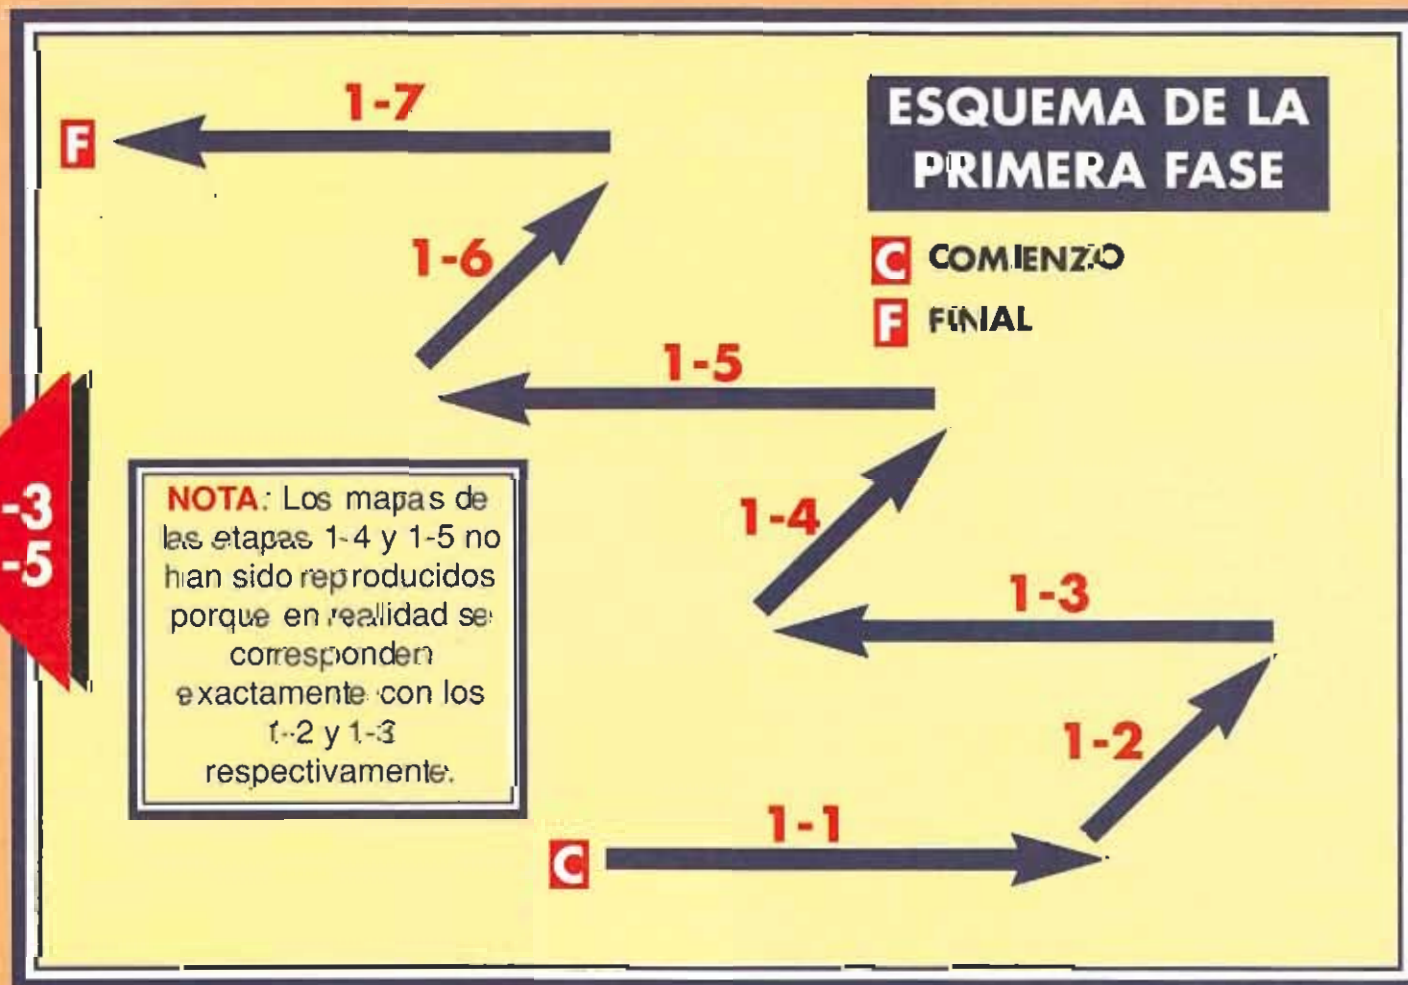 ESQUEMA DE LA
PRIMERA FASE
C COMIENZO
F FINAL
F
1-7
1-6
1-5
1-4
1-3
1-2
1-1
C
-3
-5
NOTA: Los mapas de
las etapas 1-4 y 1-5 no
han sido reproducidos
porque en realidad se
corresponden
exactamente con los
1-2 y 1-3
respectivamente.